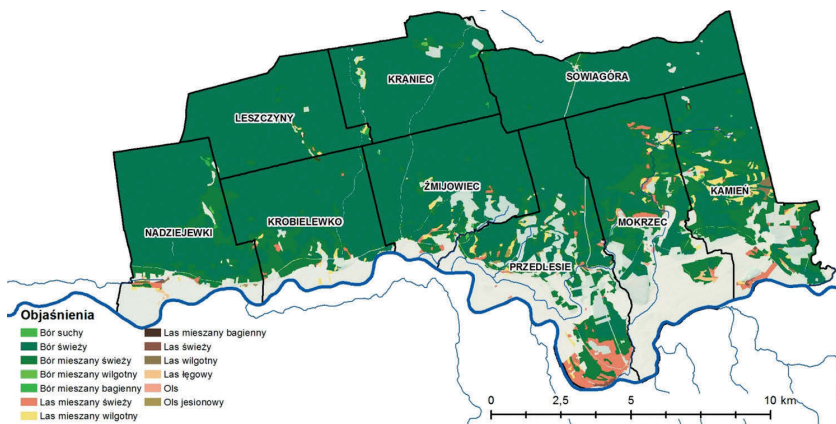 KRANIEC
SOWIAGÓRA
LESZCZYNY
ŻMIJOWIEC
KAMIEŃ
KROBIELEWKO
MOKRZEC
NADZIEJEWKI
PRZEDLESIE
Objaśnienia
Bór suchy
Bór świeży
Bór mieszany świeży
Bór mieszany wilgotny
Bór mieszany bagienny
Las mieszany świeży
Las mieszany wilgotny
Las mieszany bagienny
Las świeży
Las wilgotny
Las łęgowy
Ols
Ols jesionowy
0 2,5 5 10 km